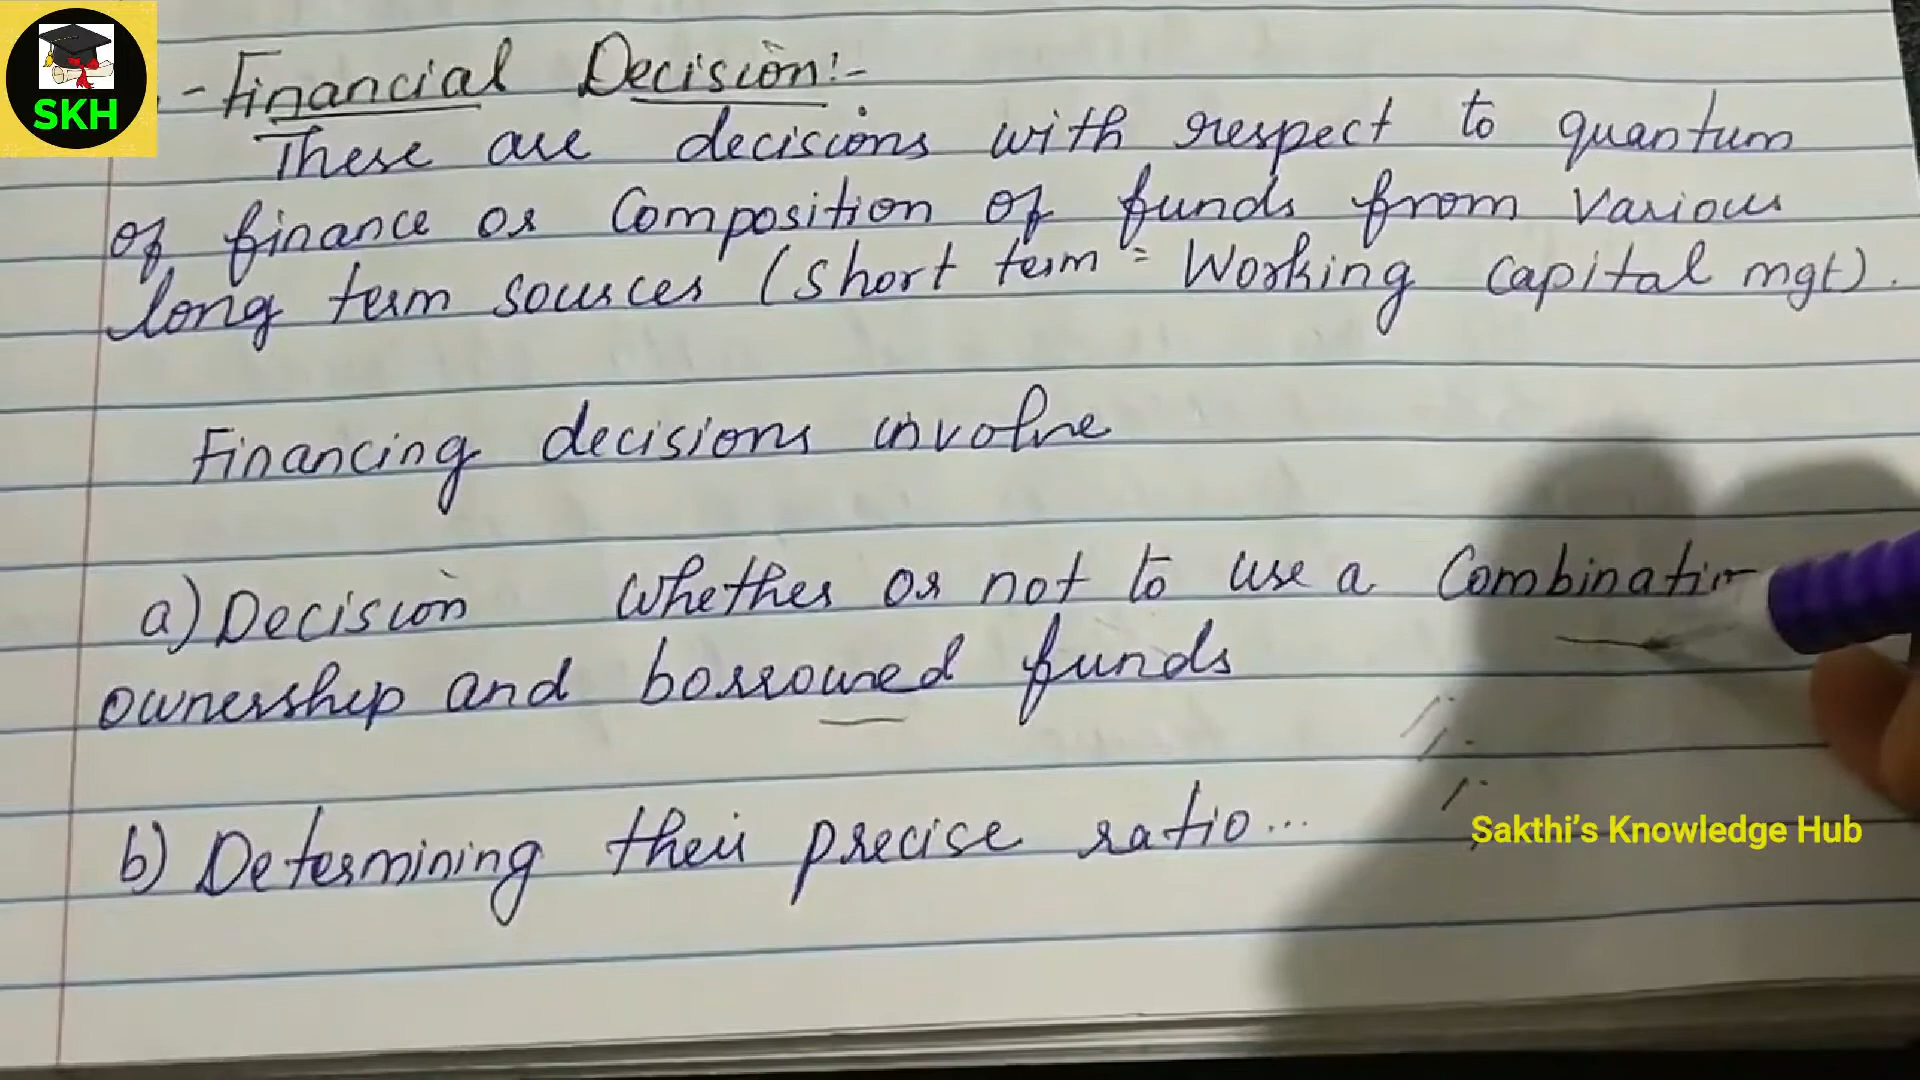 SKH
- Financial Decision:-
These are decisions with respect to quantum
of finance or Composition of funds from various
long term sources (short term = Working capital mgt).
Financing decisions involve
a) Decision whether or not to use a Combination
ownership and borrowed funds
b) Determining their precise ratio...
Sakthi's Knowledge Hub